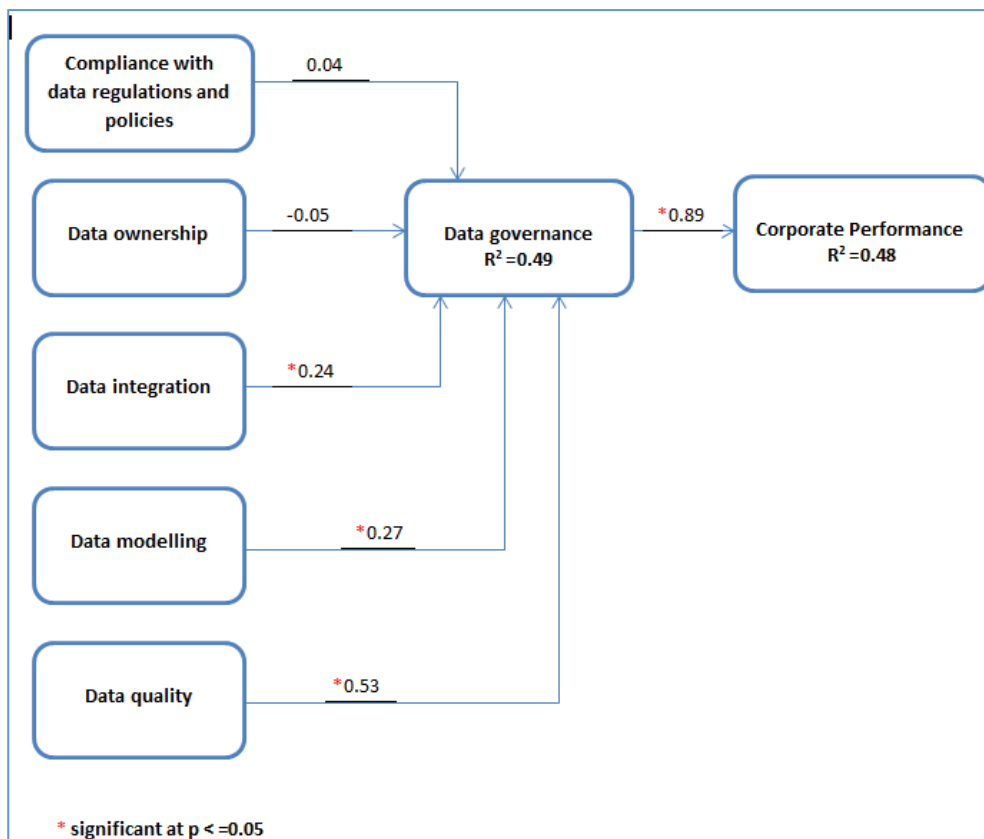 Compliance with
data regulations and
policies
0.04
Data ownership
-0.05
Data governance
R² =0.49
*0.89
Corporate Performance
R² =0.48
Data integration
*0.24
Data modelling
*0.27
Data quality
*0.53
* significant at p < =0.05